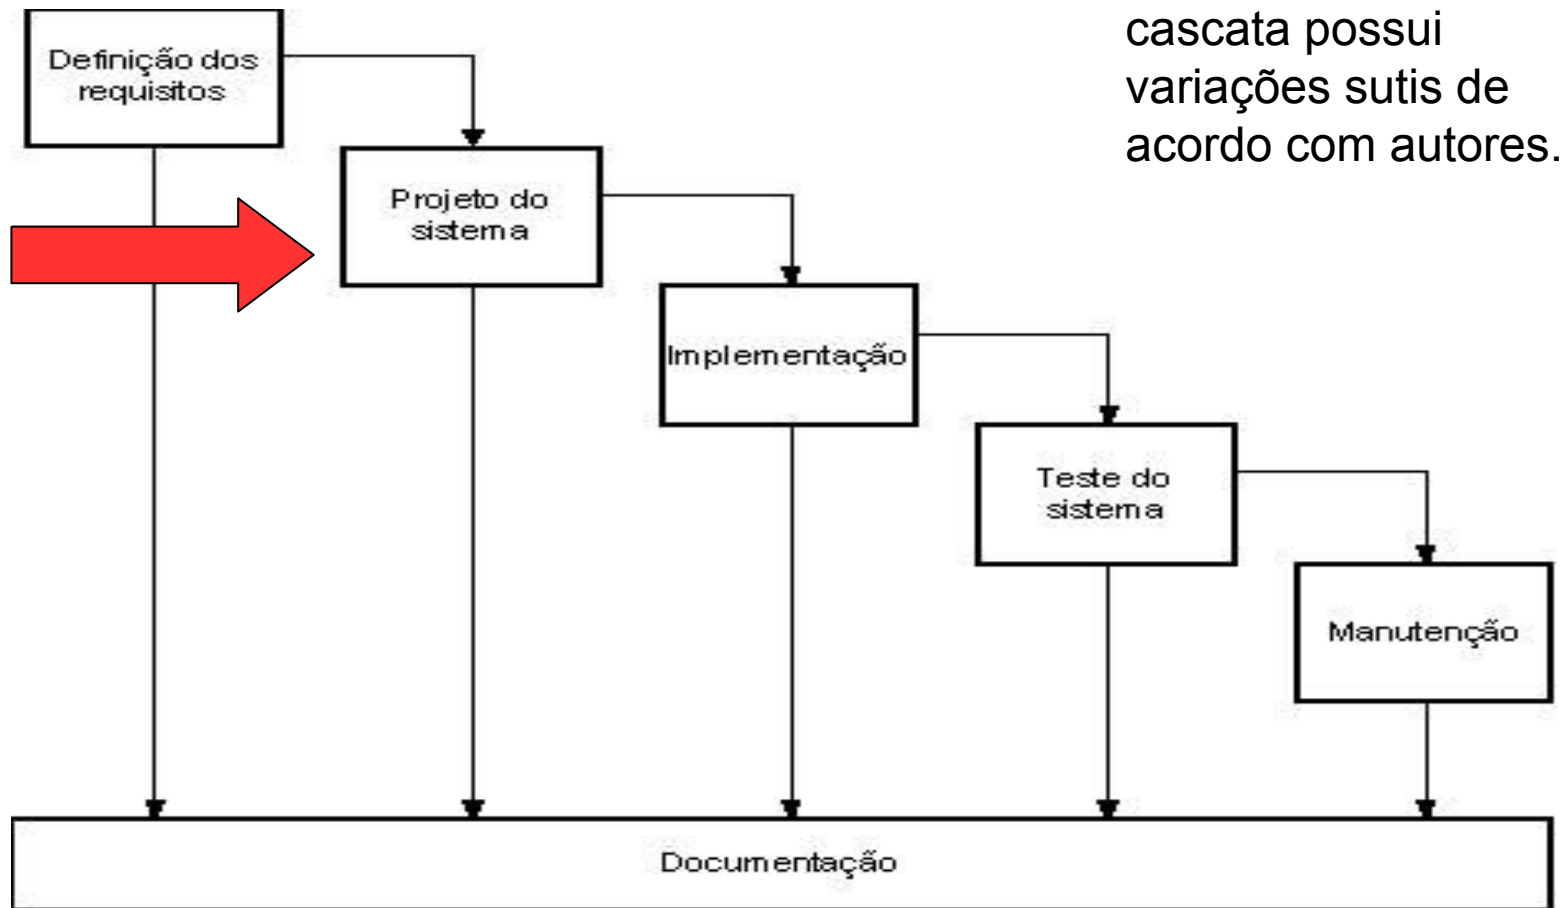 cascata possui
variações sutis de
acordo com autores.
Definição dos
requisitos
Projeto do
sistema
Implementação
Teste do
sistema
Manutenção
Documentação